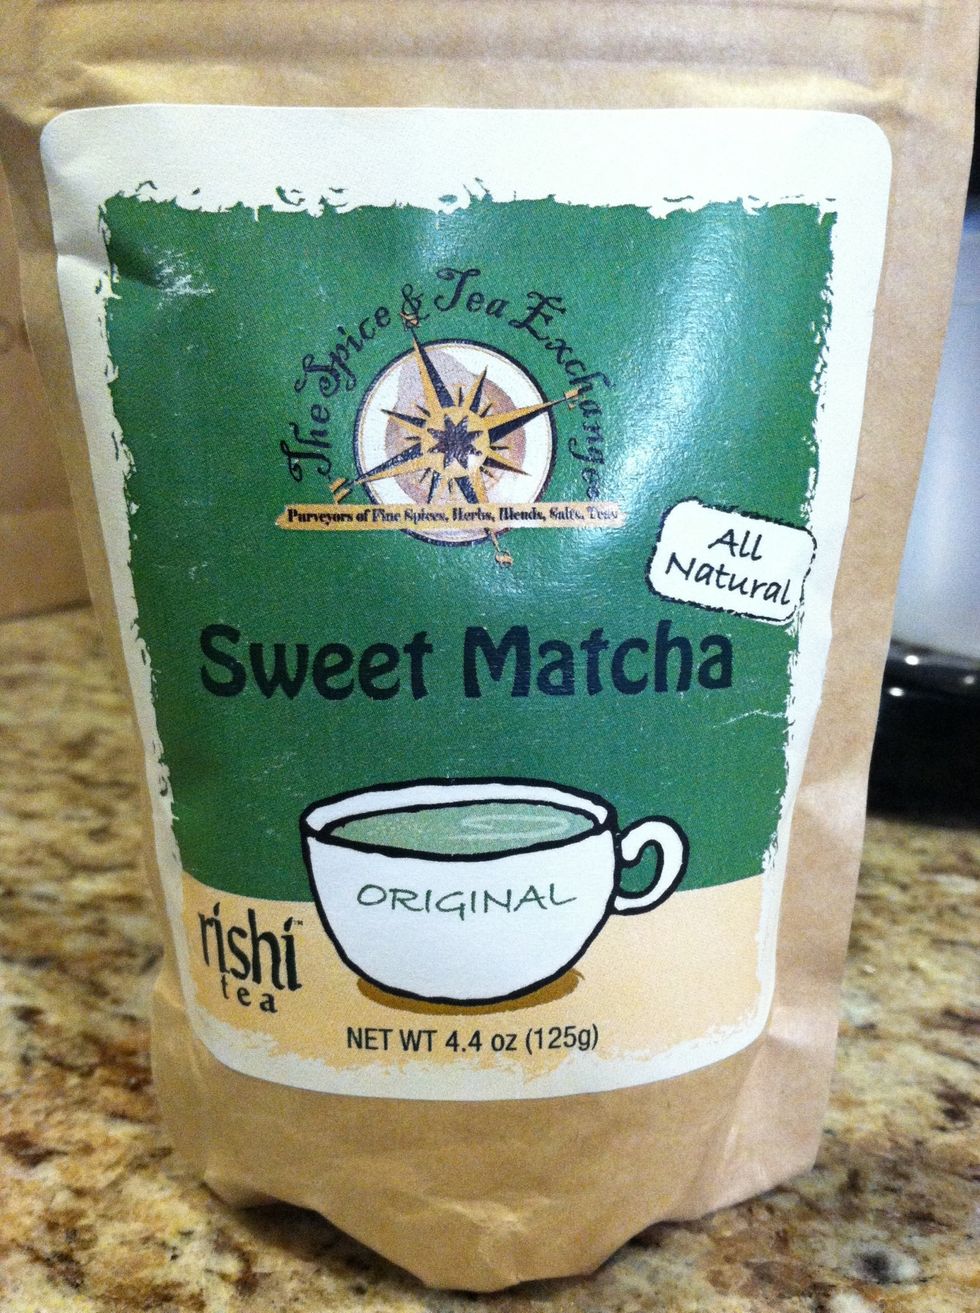 The Spice & Tea Exchange
Purveyors of Fine Spices, Herbs, Blends, Salts, Teas
All
Natural
Sweet Matcha
ORIGINAL
rishi™
tea
NET WT 4.4 oz (125g)